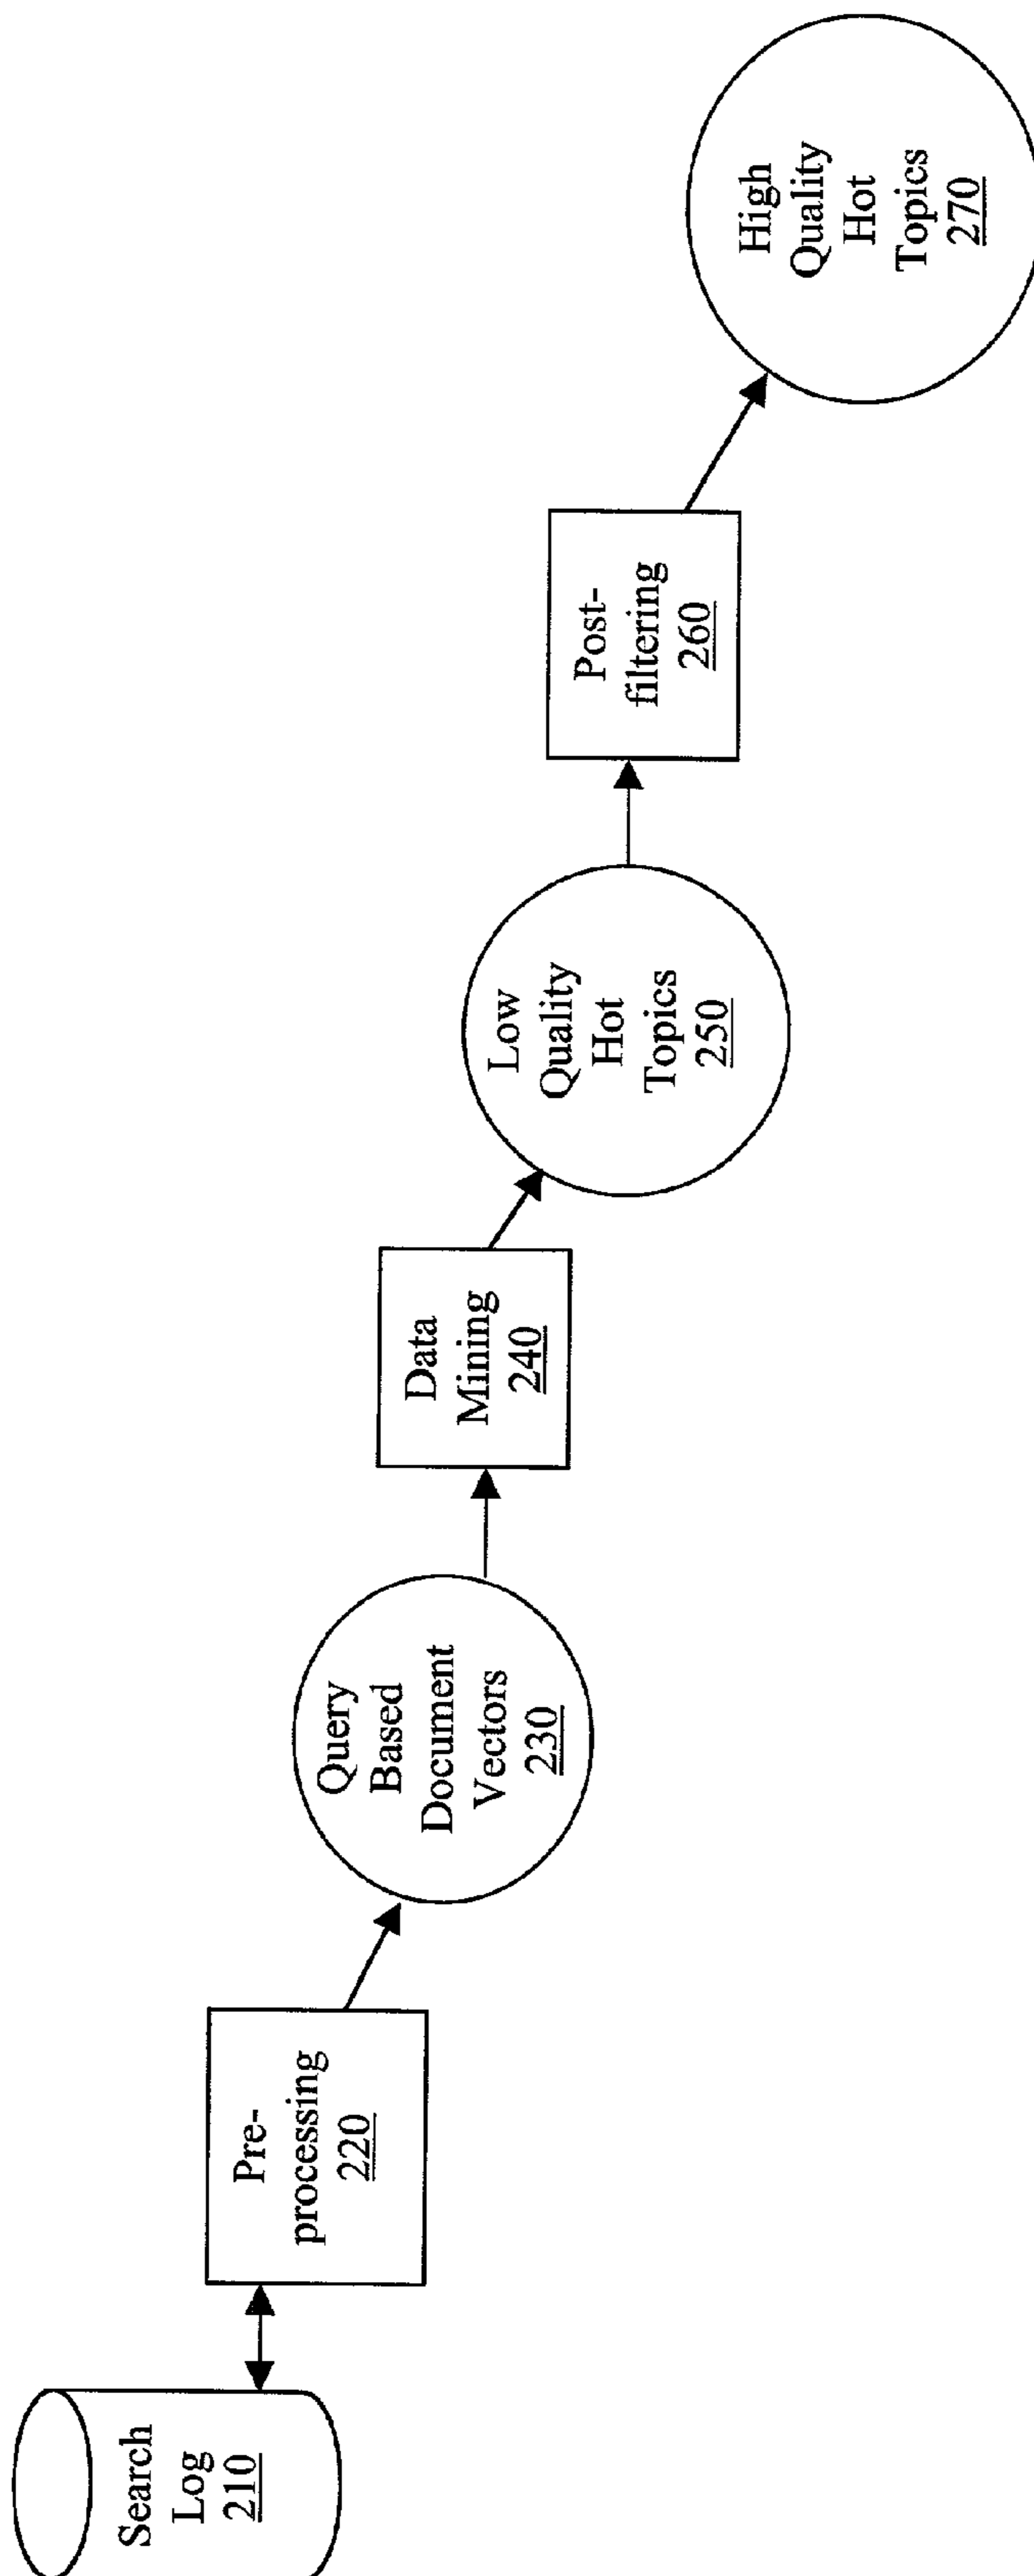 Search
Log
210
Pre-
processing
220
Query
Based
Document
Vectors
230
Data
Mining
240
Low
Quality
Hot
Topics
250
Post-
filtering
260
High
Quality
Hot
Topics
270